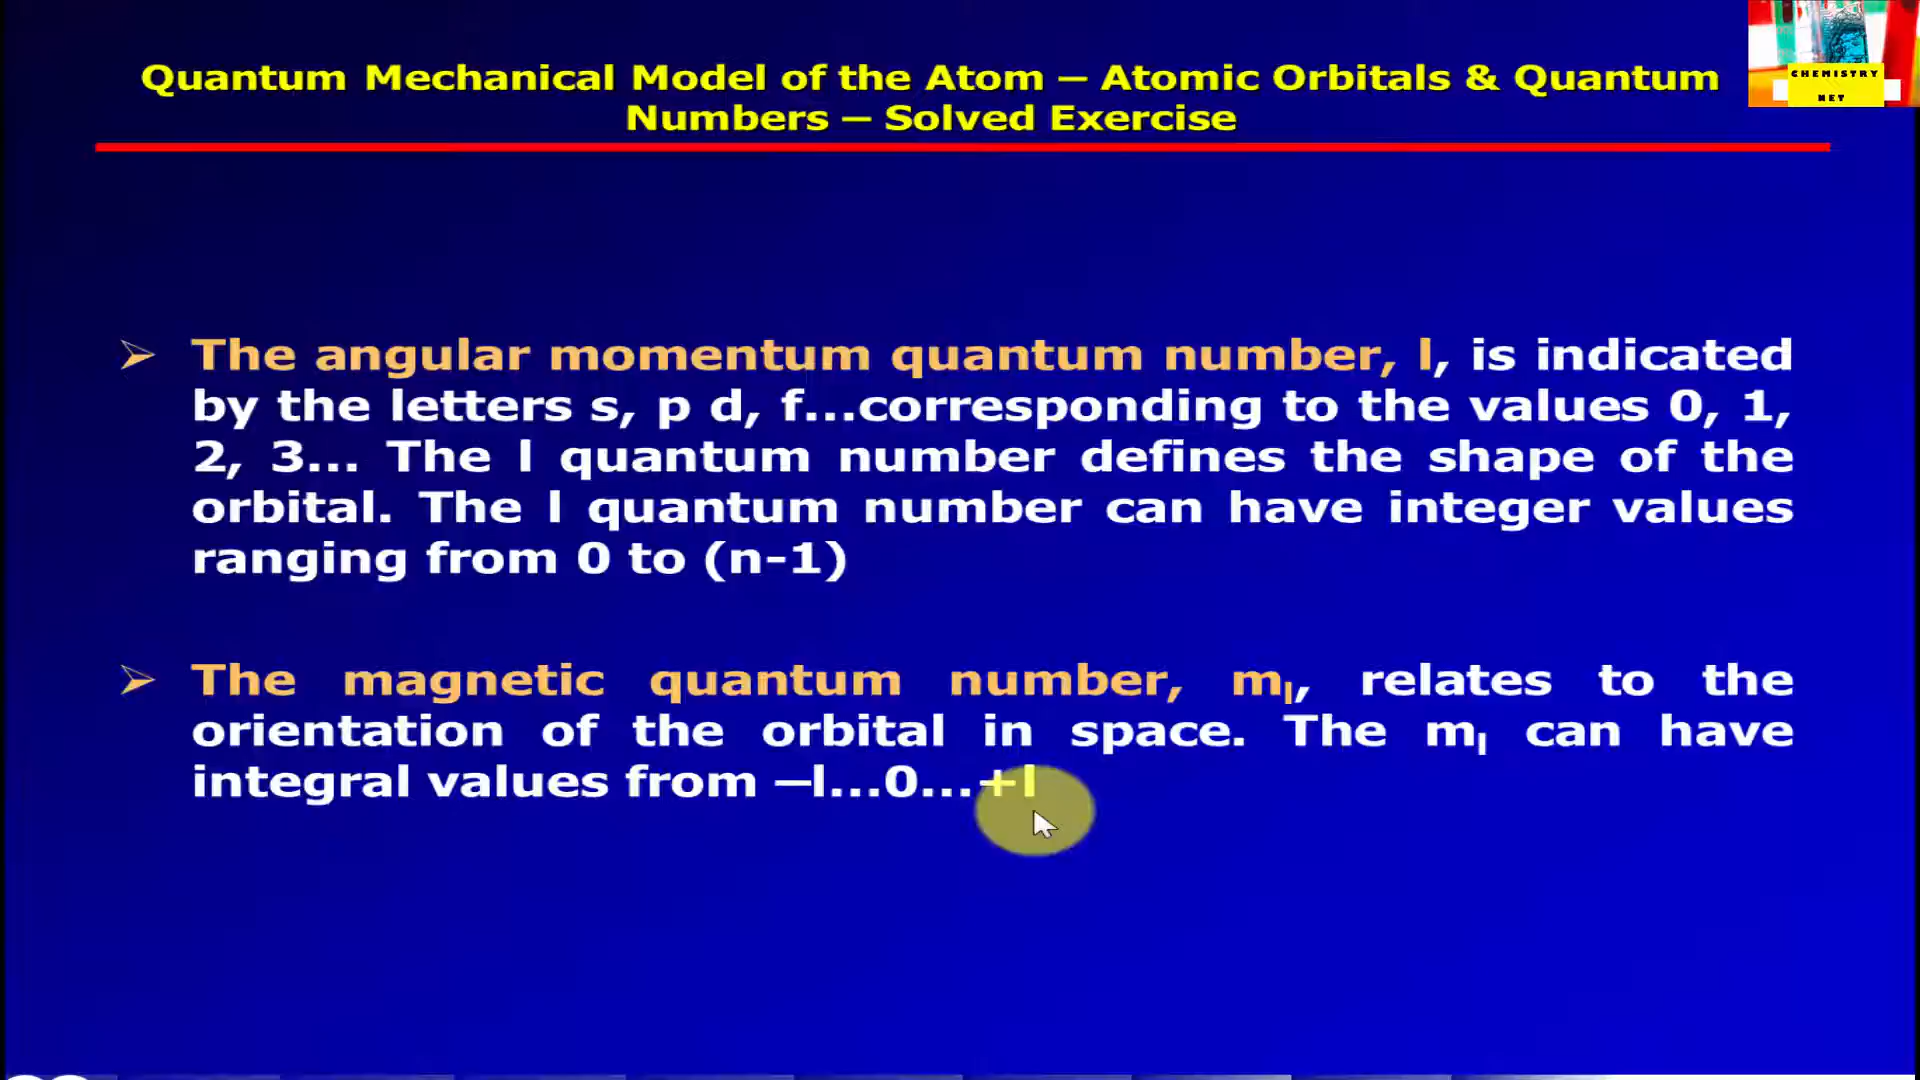 Quantum Mechanical Model of the Atom – Atomic Orbitals & Quantum
Numbers – Solved Exercise
CHEMISTRY
NET
➢ The angular momentum quantum number, l, is indicated
by the letters s, p d, f...corresponding to the values 0, 1,
2, 3... The l quantum number defines the shape of the
orbital. The l quantum number can have integer values
ranging from 0 to (n-1)
➢ The magnetic quantum number, mₗ, relates to the
orientation of the orbital in space. The mₗ can have
integral values from –l...0...+l